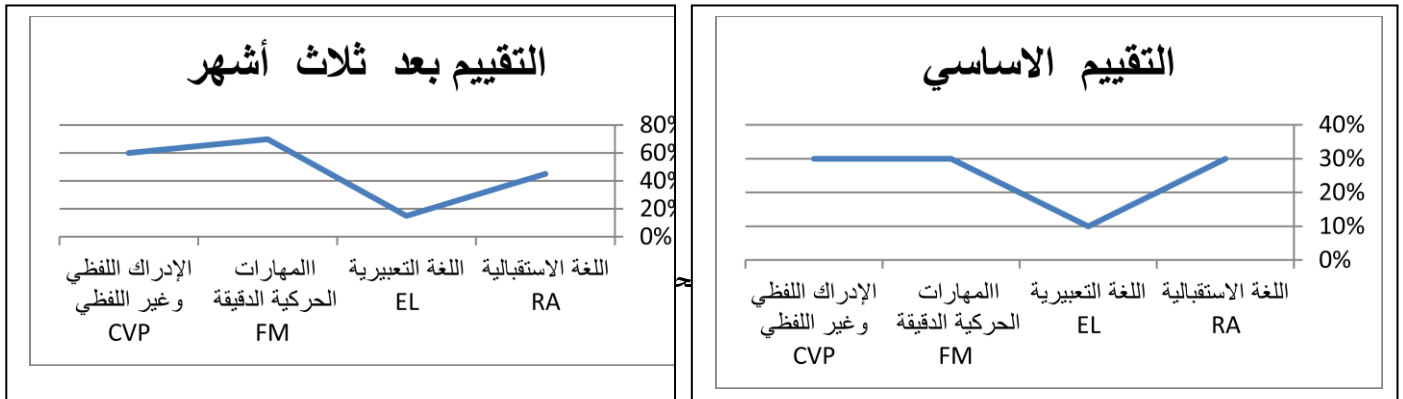 التقييم الاساسي
40%
30%
20%
10%
0%
اللغة الاستقبالية
RA
اللغة التعبيرية
EL
االمهارات
الحركية الدقيقة
FM
الإدراك اللفظي
وغير اللفظي
CVP
التقييم بعد ثلاث أشهر
80%
60%
40%
20%
0%
اللغة الاستقبالية
RA
اللغة التعبيرية
EL
االمهارات
الحركية الدقيقة
FM
الإدراك اللفظي
وغير اللفظي
CVP